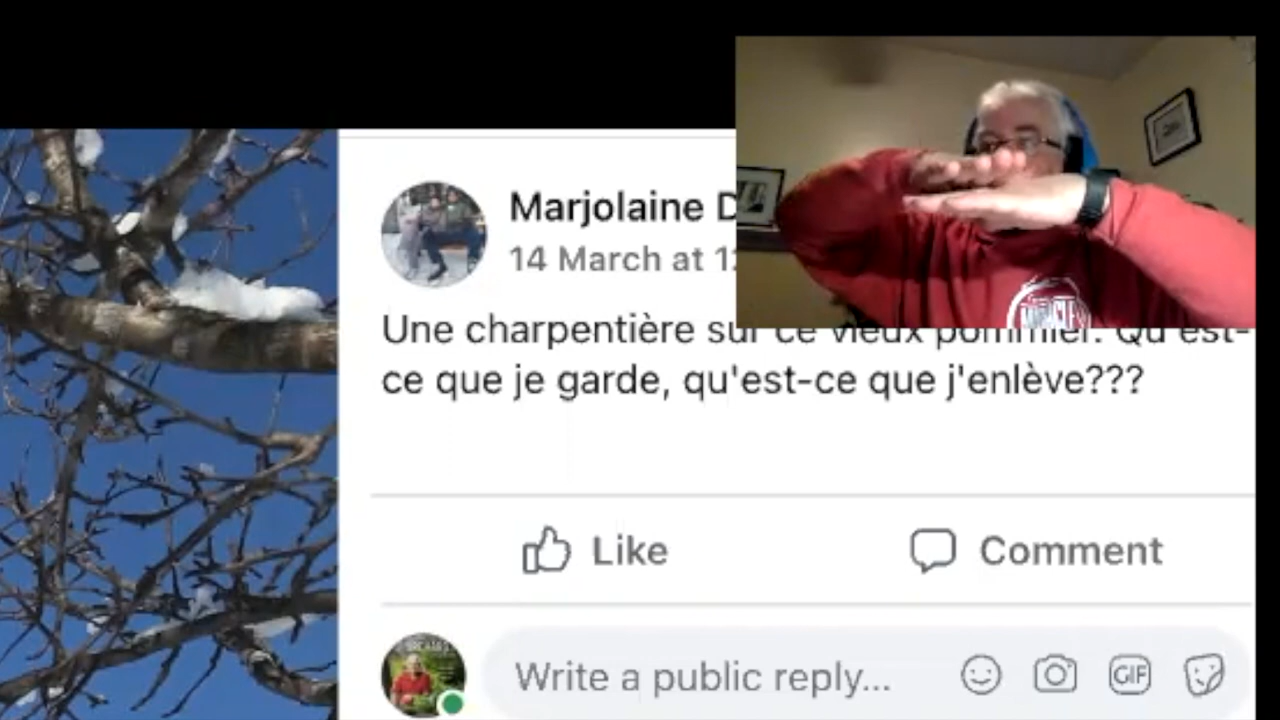 Marjolaine
14 March at
Une charpentière sur ce vieux pommier. Qu'est-
ce que je garde, qu'est-ce que j'enlève???
Like
Comment
Write a public reply...
GIF